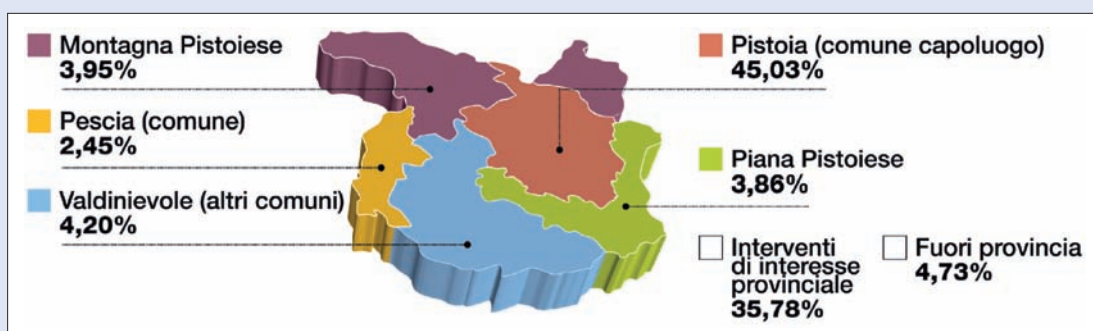 Montagna Pistoiese
3,95%
Pescia (comune)
2,45%
Valdinievole (altri comuni)
4,20%
Pistoia (comune capoluogo)
45,03%
Piana Pistoiese
3,86%
Interventi
di interesse
provinciale
35,78%
Fuori provincia
4,73%